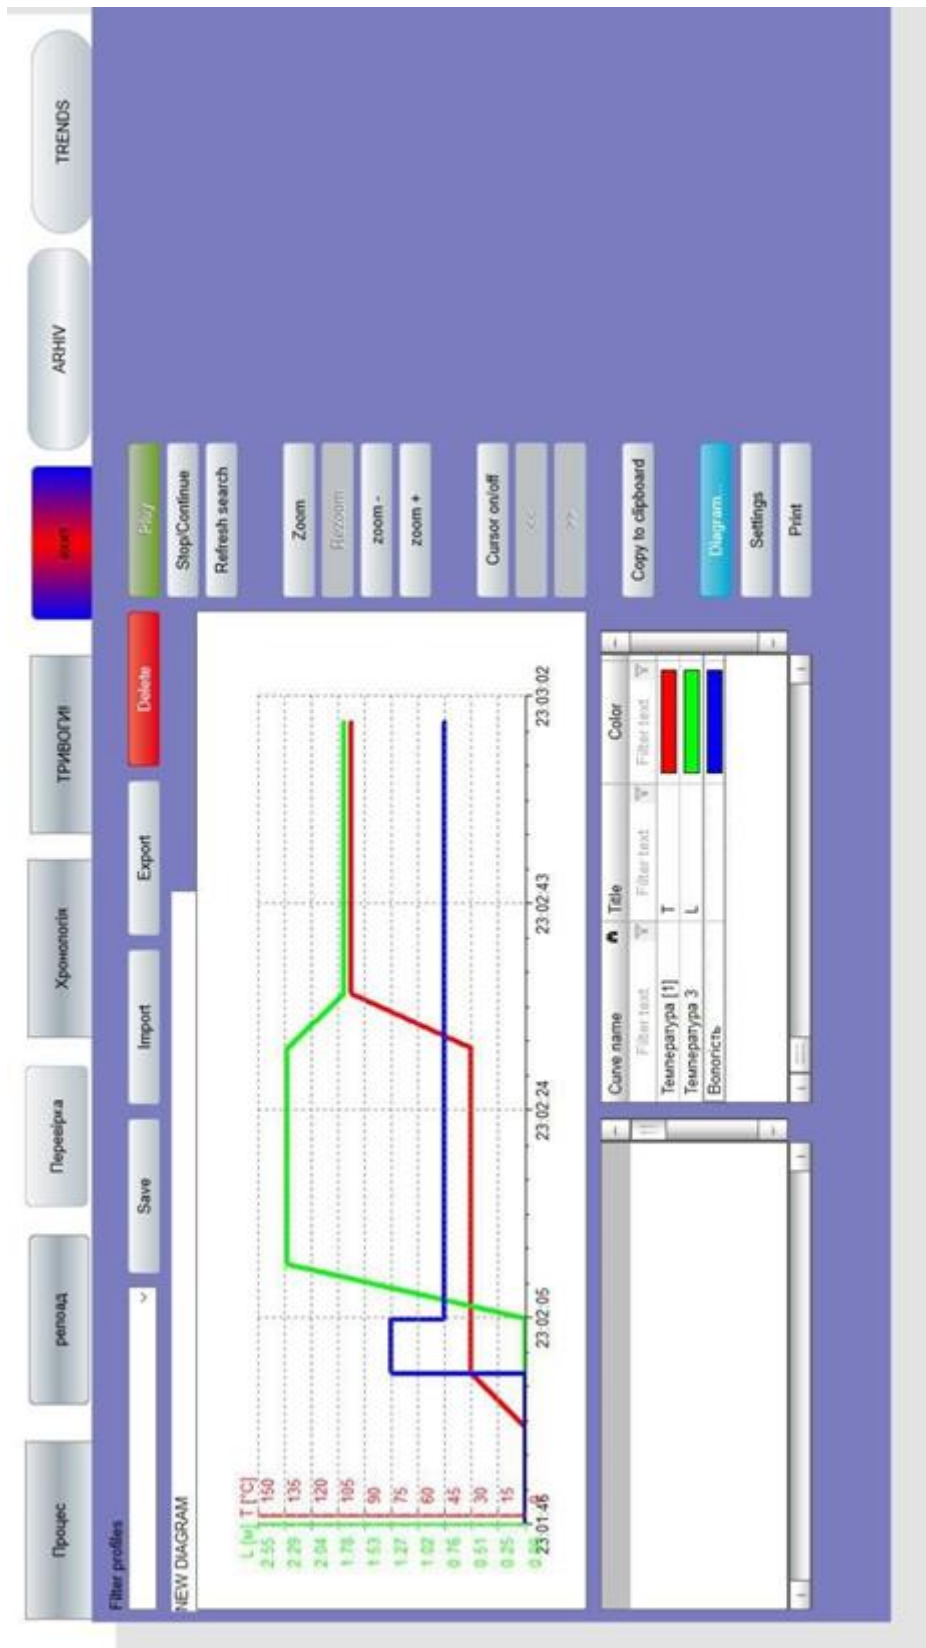 Процес
релоад
Перевірка
Хронологія
ТРИВОГИ!
ARHIV
TRENDS
Filter profiles
Save
Import
Export
Delete
Play
NEW DIAGRAM
Stop/Continue
Refresh search
Zoom
Rezoom
zoom -
zoom +
Cursor on/off
<<
>>
Copy to clipboard
Diagram...
Settings
Print
L [м] T [°C]
2.55 150
2.29 135
2.04 120
1.78 105
1.53 90
1.27 75
1.02 60
0.76 45
0.51 30
0.25 15
23:01:46 23:02:05 23:02:24 23:02:43 23:03:02
Curve name Title Color
Filter text Filter text Filter text
Температура [1] T
Температура 3 L
Вологість